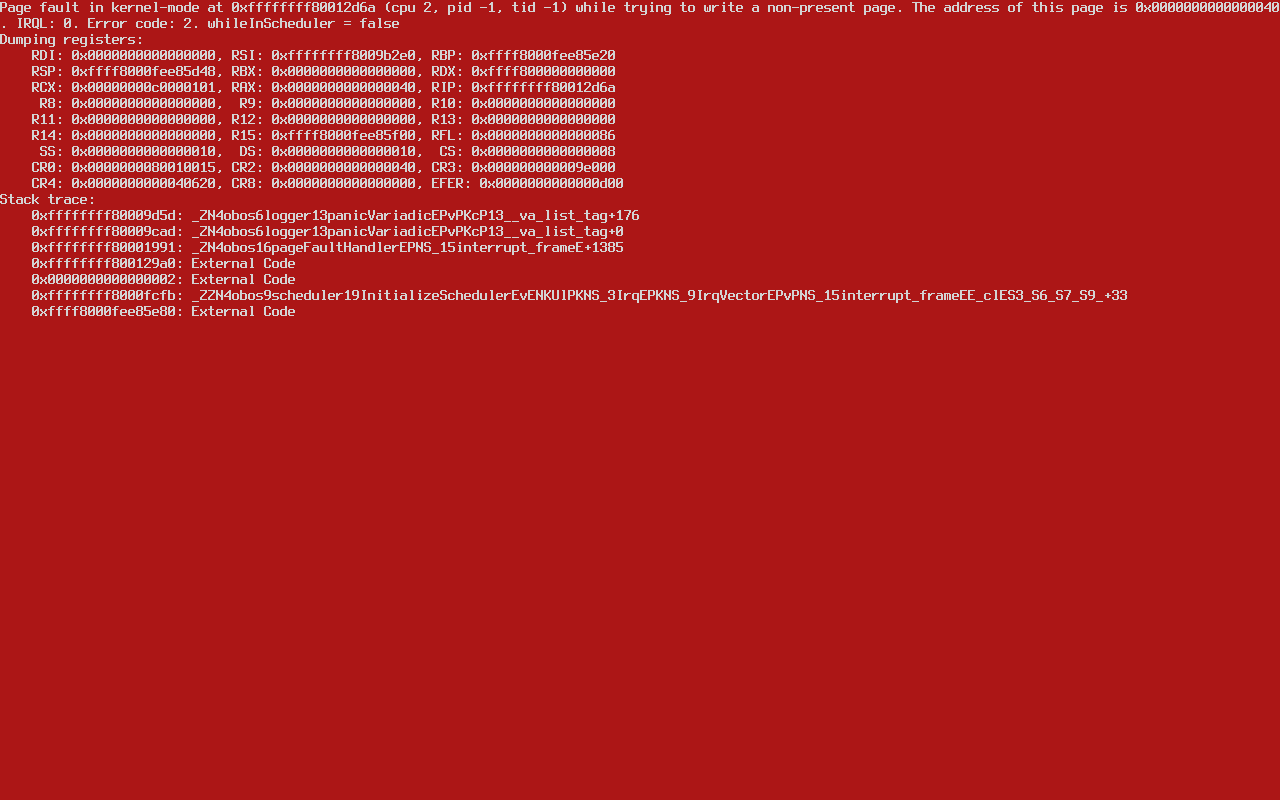 Page fault in kernel-mode at 0xffffffff80012d6a (cpu 2, pid -1, tid -1) while trying to write a non-present page. The address of this page is 0x0000000000000040
. IRQL: 0. Error code: 2. whileInScheduler = false
Dumping registers:
    RDI: 0x0000000000000000, RSI: 0xffffffff8009b2e0, RBP: 0xffff8000fee85e20
    RSP: 0xffff8000fee85d48, RBX: 0x0000000000000000, RDX: 0xffff800000000000
    RCX: 0x00000000c0000101, RAX: 0x0000000000000040, RIP: 0xffffffff80012d6a
     R8: 0x0000000000000000,  R9: 0x0000000000000000, R10: 0x0000000000000000
    R11: 0x0000000000000000, R12: 0x0000000000000000, R13: 0x0000000000000000
    R14: 0x0000000000000000, R15: 0xffff8000fee85f00, RFL: 0x0000000000000086
     SS: 0x0000000000000010,  DS: 0x0000000000000010,  CS: 0x0000000000000008
    CR0: 0x0000000080010015, CR2: 0x0000000000000040, CR3: 0x000000000009e000
    CR4: 0x0000000000040620, CR8: 0x0000000000000000, EFER: 0x0000000000000d00
Stack trace:
    0xffffffff80009d5d: _ZN4obos6logger13panicVariadicEPvPKcP13__va_list_tag+176
    0xffffffff80009cad: _ZN4obos6logger13panicVariadicEPvPKcP13__va_list_tag+0
    0xffffffff80001991: _ZN4obos16pageFaultHandlerEPNS_15interrupt_frameE+1385
    0xffffffff800129a0: External Code
    0x0000000000000002: External Code
    0xffffffff8000fcfb: _ZZN4obos9scheduler19InitializeSchedulerEvENKUlPKNS_3IrqEPKNS_9IrqVectorEPvPNS_15interrupt_frameEE_clES3_S6_S7_S9_+33
    0xffff8000fee85e80: External Code